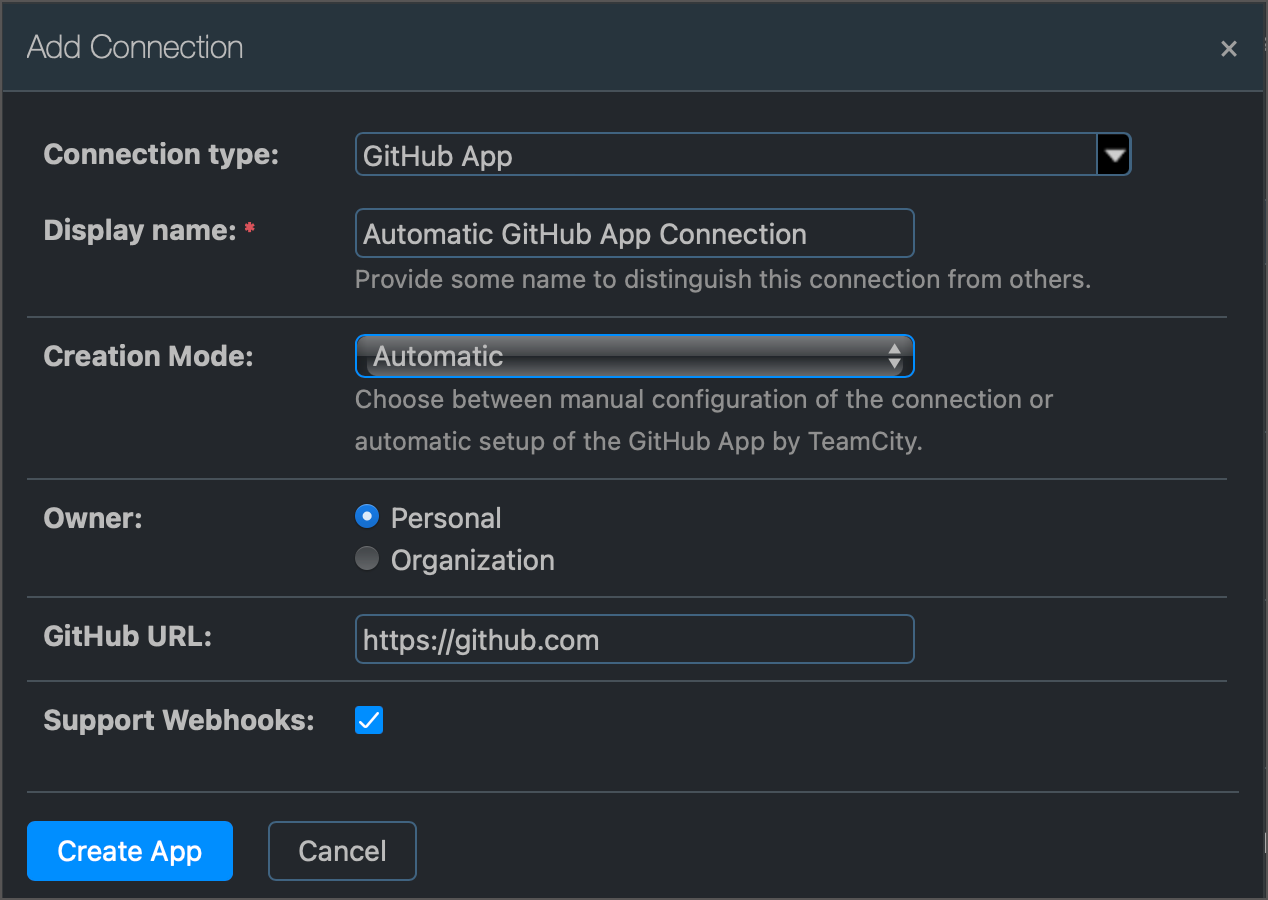 Add Connection
Connection type: GitHub App
Display name: * Automatic GitHub App Connection
Provide some name to distinguish this connection from others.
Creation Mode: Automatic
Choose between manual configuration of the connection or
automatic setup of the GitHub App by TeamCity.
Owner: Personal
Organization
GitHub URL: https://github.com
Support Webhooks:
Create App Cancel